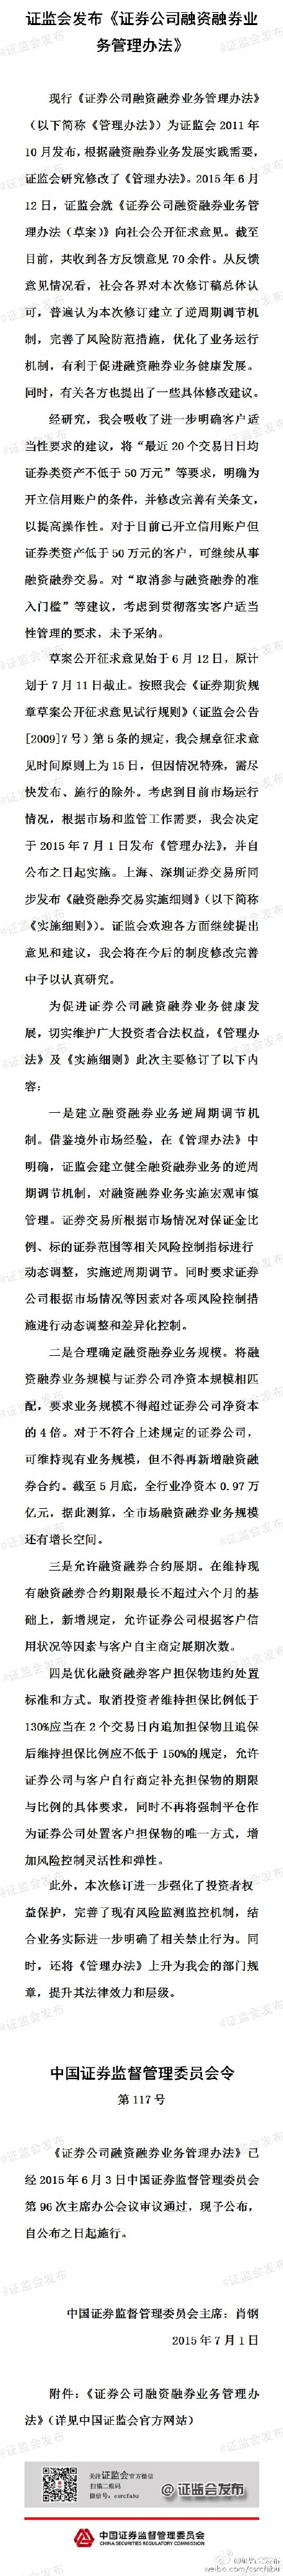 证监会发布《证券公司融资融券业
务管理办法》
现行《证券公司融资融券业务管理办法》
（以下简称《管理办法》）为证监会 2011 年
10 月发布，根据融资融券业务发展实践需要，
证监会研究修改了《管理办法》。2015 年 6 月
12 日，证监会就《证券公司融资融券业务管
理办法（草案）》向社会公开征求意见。截至
目前，共收到各方反馈意见 70 余件。从反馈
意见情况看，社会各界对本次修订稿总体认
可，普遍认为本次修订建立了逆周期调节机
制，完善了风险防范措施，优化了业务运行
机制，有利于促进融资融券业务健康发展。
同时，有关各方也提出了一些具体修改建议。
经研究，我会吸收了进一步明确客户适
当性要求的建议，将“最近 20 个交易日日均
证券类资产不低于 50 万元”等要求，明确为
开立信用账户的条件，并修改完善有关条文，
以提高操作性。对于目前已开立信用账户但
证券类资产低于 50 万元的客户，可继续从事
融资融券交易。对“取消参与融资融券的准
入门槛”等建议，考虑到贯彻落实客户适当
性管理的要求，未予采纳。
草案公开征求意见始于 6 月 12 日，原计
划于 7 月 11 日截止。按照我会《证券期货规
章草案公开征求意见试行规则》（证监会公告
[2009]7 号）第 5 条的规定，我会规章征求意
见时间原则上为 15 日，但因情况特殊，需尽
快发布、施行的除外。考虑到目前市场运行
情况，根据市场和监管工作需要，我会决定
于 2015 年 7 月 1 日发布《管理办法》，并自
公布之日起实施。上海、深圳证券交易所同
步发布《融资融券交易实施细则》（以下简称
《实施细则》）。证监会欢迎各方面继续提出
意见和建议，我会将在今后的制度修改完善
中予以认真研究。
为促进证券公司融资融券业务健康发
展，切实维护广大投资者合法权益，《管理办
法》及《实施细则》此次主要修订了以下内
容：
一是建立融资融券业务逆周期调节机
制。借鉴境外市场经验，在《管理办法》中
明确，证监会建立健全融资融券业务的逆周
期调节机制，对融资融券业务实施宏观审慎
管理。证券交易所根据市场情况对保证金比
例、标的证券范围等相关风险控制指标进行
动态调整，实施逆周期调节。同时要求证券
公司根据市场情况等因素对各项风险控制措
施进行动态调整和差异化控制。
二是合理确定融资融券业务规模。将融
资融券业务规模与证券公司净资本规模相匹
配，要求业务规模不得超过证券公司净资本
的 4 倍。对于不符合上述规定的证券公司，
可维持现有业务规模，但不得再新增融资融
券合约。截至 5 月底，全行业净资本 0.97 万
亿元，据此测算，全市场融资融券业务规模
还有增长空间。
三是允许融资融券合约展期。在维持现
有融资融券合约期限最长不超过六个月的基
础上，新增规定，允许证券公司根据客户信
用状况等因素与客户自主商定展期次数。
四是优化融资融券客户担保物违约处置
标准和方式。取消投资者维持担保比例低于
130%应当在 2 个交易日内追加担保物且追保
后维持担保比例应不低于 150%的规定，允许
证券公司与客户自行商定补充担保物的期限
与比例的具体要求，同时不再将强制平仓作
为证券公司处置客户担保物的唯一方式，增
加风险控制灵活性和弹性。
此外，本次修订进一步强化了投资者权
益保护，完善了现有风险监测监控机制，结
合业务实际进一步明确了相关禁止行为。同
时，还将《管理办法》上升为我会的部门规
章，提升其法律效力和层级。
中国证券监督管理委员会令
第 117 号
《证券公司融资融券业务管理办法》已
经 2015 年 6 月 3 日中国证券监督管理委员会
第 96 次主席办公会议审议通过，现予公布，
自公布之日起施行。
中国证券监督管理委员会主席：肖钢
2015 年 7 月 1 日
附件：《证券公司融资融券业务管理办
法》（详见中国证监会官方网站）
关注证监会官方微信
扫描二维码
微信号：csrcfabu
@证监会发布
中国证券监督管理委员会
CHINA SECURITIES REGULATORY COMMISSION
@证监会发布
weibo.com/csrcfabu